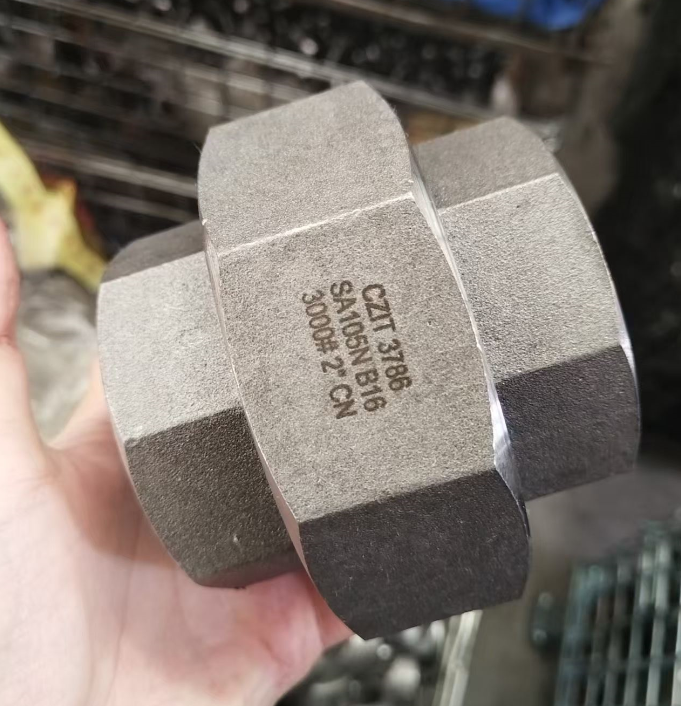 CZIT 3786
SA105N B16
3000# 2" CN